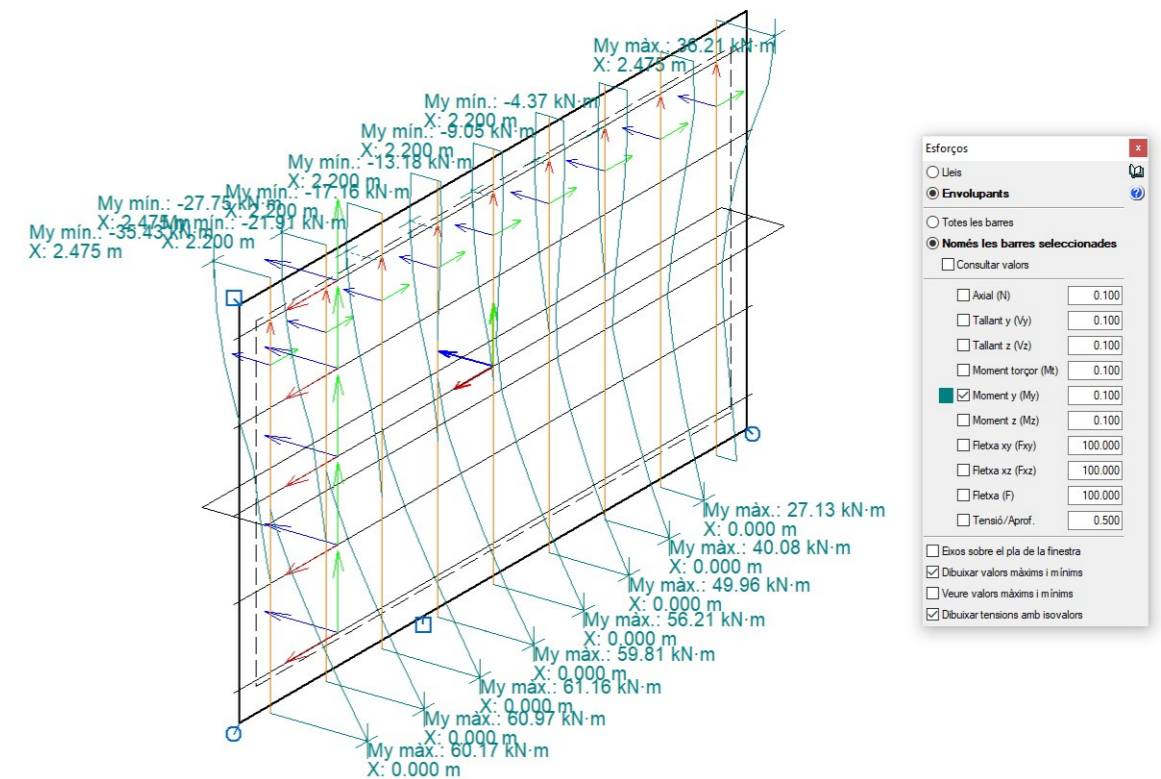 My màx.: 36.21 kN·m
X: 2.475 m
My mín.: -4.37 kN·m
X: 2.200 m
My mín.: -9.05 kN·m
X: 2.200 m
My mín.: -13.18 kN·m
X: 2.200 m
My mín.: -17.16 kN·m
X: 2.200 m
My mín.: -21.91 kN·m
X: 2.200 m
My mín.: -27.75 kN·m
X: 2.475 m
My mín.: -35.43 kN·m
X: 2.475 m
My màx.: 27.13 kN·m
X: 0.000 m
My màx.: 40.08 kN·m
X: 0.000 m
My màx.: 49.96 kN·m
X: 0.000 m
My màx.: 56.21 kN·m
X: 0.000 m
My màx.: 59.81 kN·m
X: 0.000 m
My màx.: 61.16 kN·m
X: 0.000 m
My màx.: 60.97 kN·m
X: 0.000 m
My màx.: 60.17 kN·m
X: 0.000 m
Esforços
x
Lleis
Envolupants
?
Totes les barres
Només les barres seleccionades
Consultar valors
Axial (N) 0.100
Tallant y (Vy) 0.100
Tallant z (Vz) 0.100
Moment torçor (Mt) 0.100
Moment y (My) 0.100
Moment z (Mz) 0.100
Fletxa xy (Fxy) 100.000
Fletxa xz (Fxz) 100.000
Fletxa (F) 100.000
Tensió/Aprof. 0.500
Eixos sobre el pla de la finestra
Dibuixar valors màxims i mínims
Veure valors màxims i mínims
Dibuixar tensions amb isovalors